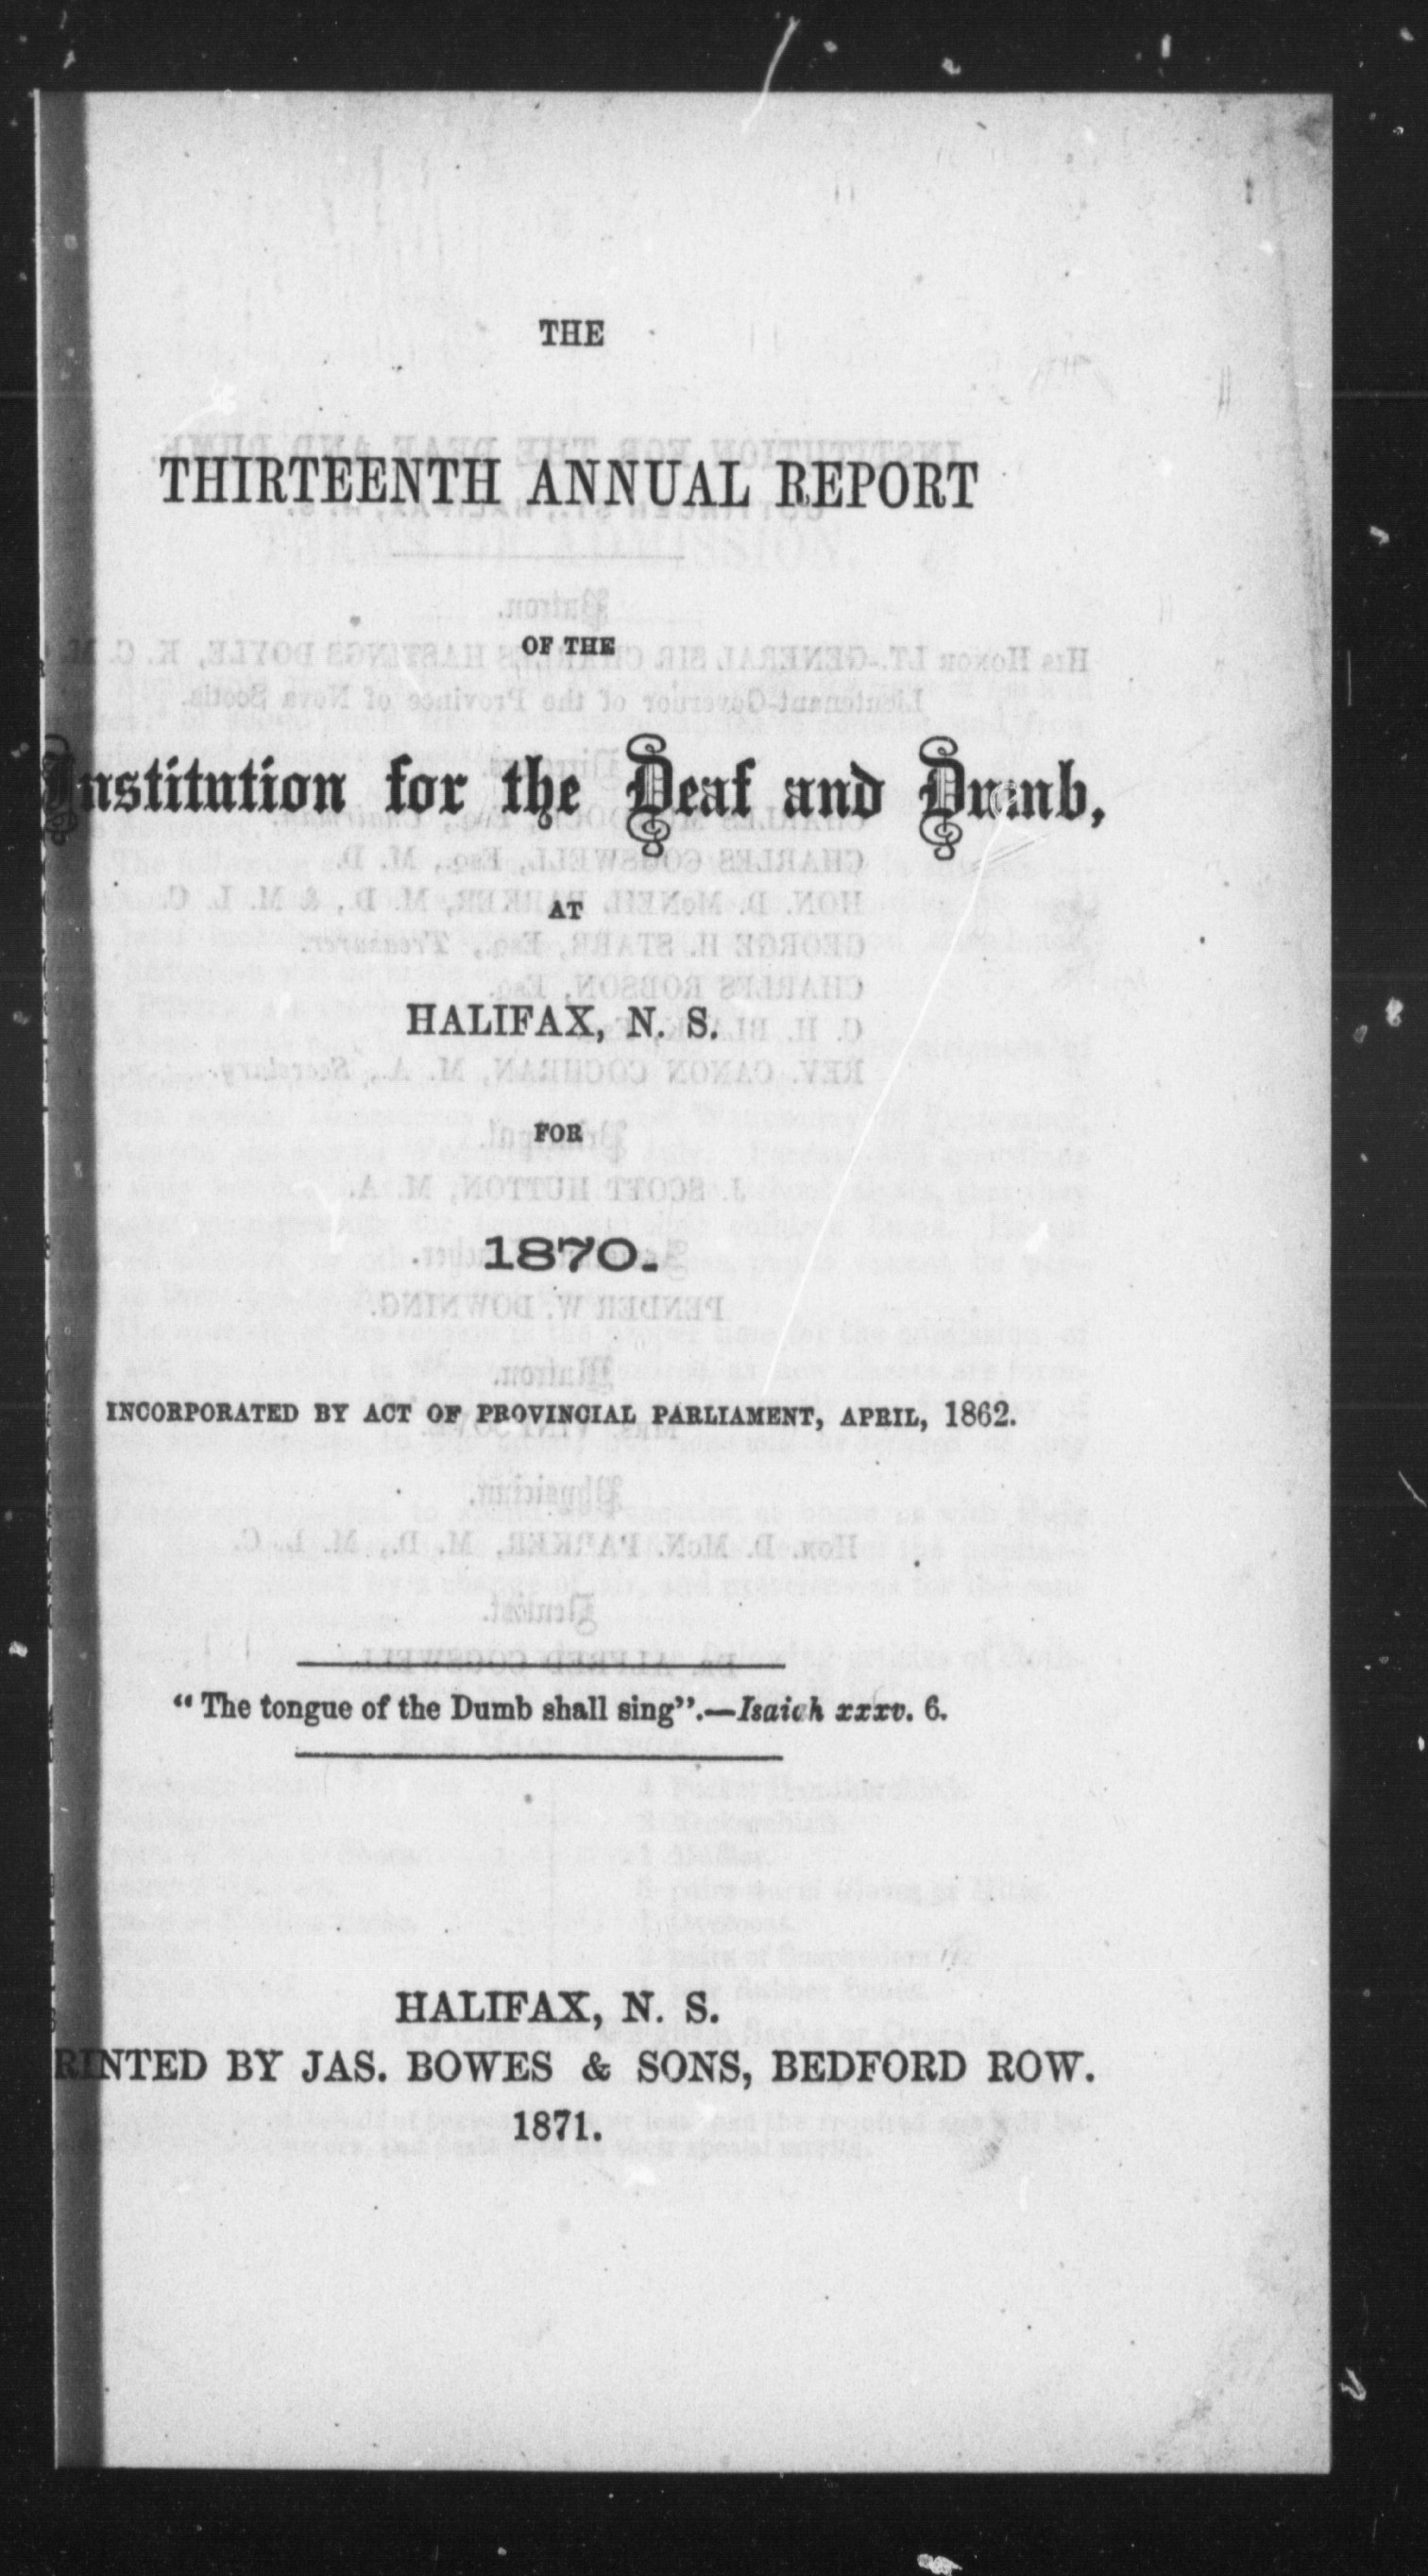 THE
THIRTEENTH ANNUAL REPORT
OF THE
Institution for the Deaf and Dumb,
AT
HALIFAX, N. S.
FOR
1870.
INCORPORATED BY ACT OF PROVINCIAL PARLIAMENT, APRIL, 1862.
"The tongue of the Dumb shall sing".—Isaiah xxxv. 6.
HALIFAX, N. S.
RINTED BY JAS. BOWES & SONS, BEDFORD ROW.
1871.